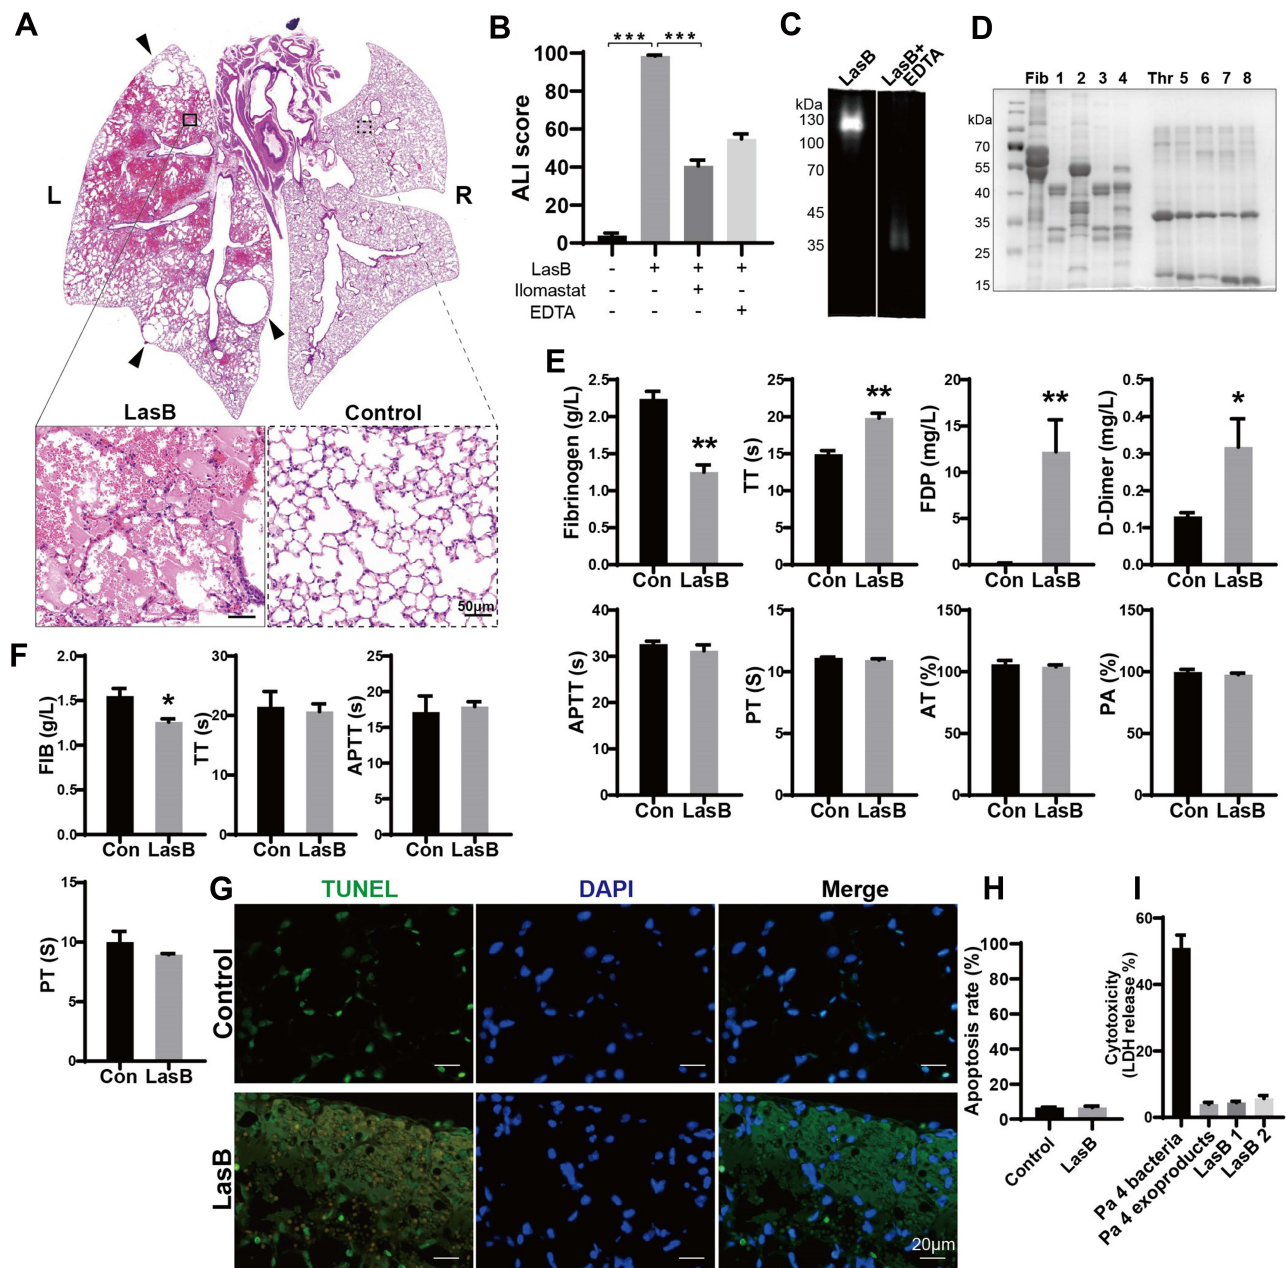 A
L
R
LasB
Control
50µm
B
*** ***
ALI score
100
80
60
40
20
0
LasB - + + +
Ilomastat - - + -
EDTA - - - +
C
LasB
LasB+
EDTA
kDa
130
100
70
45
35
D
Fib 1 2 3 4 Thr 5 6 7 8
kDa
70
55
40
35
25
15
E
Fibrinogen (g/L)
2.5
2.0
1.5
1.0
0.5
0.0
**
Con LasB
TT (s)
25
20
15
10
5
0
**
Con LasB
FDP (mg/L)
20
15
10
5
0
**
Con LasB
D-Dimer (mg/L)
0.5
0.4
0.3
0.2
0.1
0.0
*
Con LasB
APTT (s)
40
30
20
10
0
Con LasB
PT (S)
15
10
5
0
Con LasB
AT (%)
150
100
50
0
Con LasB
PA (%)
150
100
50
0
Con LasB
F
FIB (g/L)
2.0
1.5
1.0
0.5
0.0
*
Con LasB
TT (s)
30
20
10
0
Con LasB
APTT (s)
25
20
15
10
5
0
Con LasB
PT (S)
15
10
5
0
Con LasB
G
TUNEL DAPI Merge
Control
LasB
20µm
H
Apoptosis rate (%)
100
80
60
40
20
0
Control
LasB
I
Cytotoxicity
(LDH release %)
60
40
20
0
Pa 4 bacteria
Pa 4 exoproducts
LasB 1
LasB 2